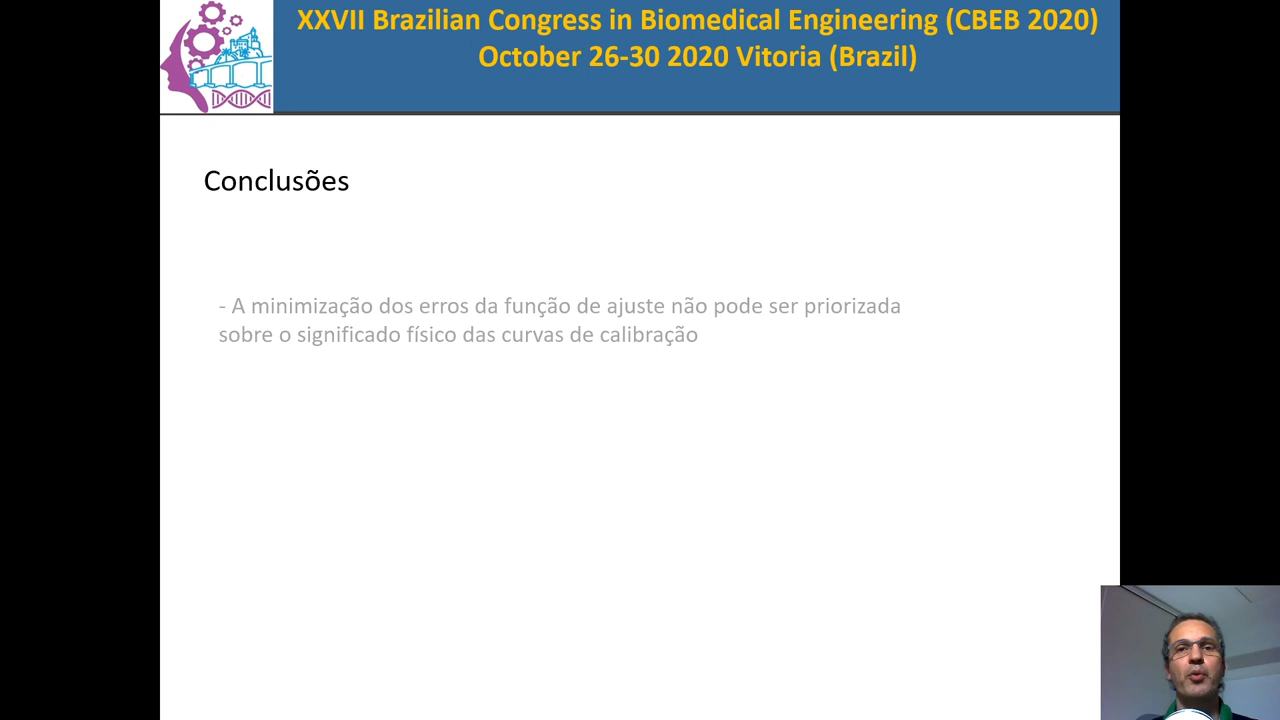 XXVII Brazilian Congress in Biomedical Engineering (CBEB 2020)
October 26-30 2020 Vitoria (Brazil)
Conclusões
- A minimização dos erros da função de ajuste não pode ser priorizada
sobre o significado físico das curvas de calibração